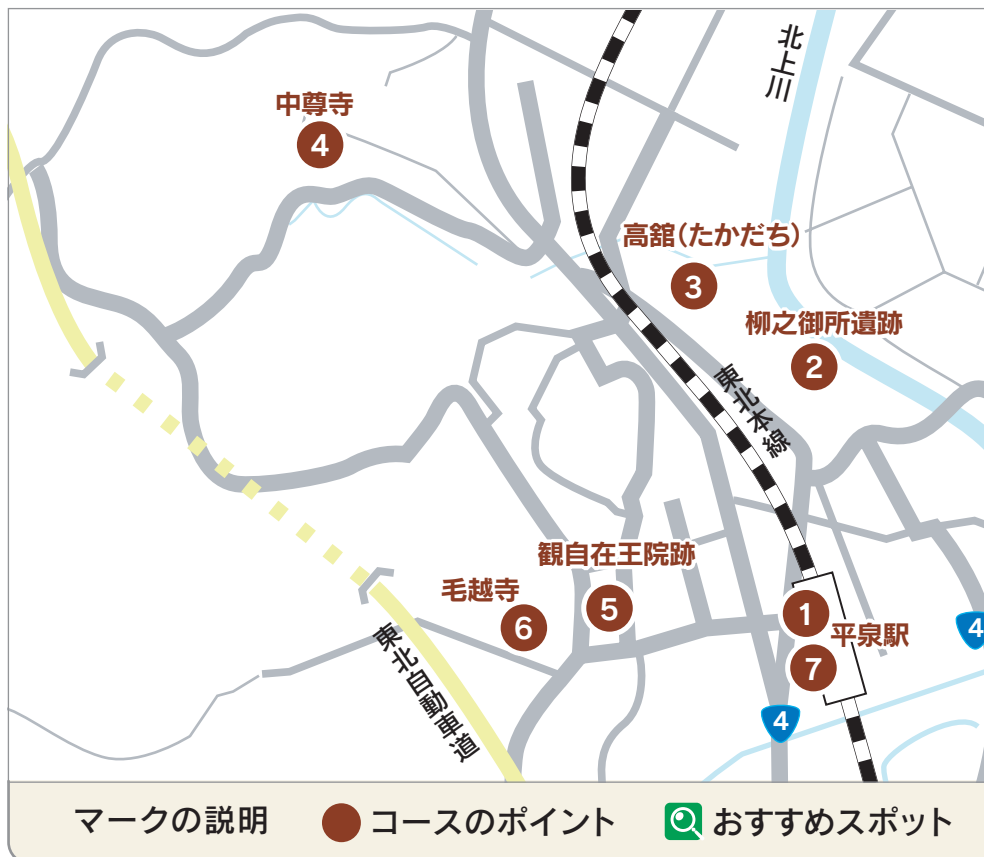 北上川
中尊寺
4
高舘(たかだち)
3
柳之御所遺跡
2
東北本線
観自在王院跡
5
毛越寺
6
1
平泉駅
7
4
4
東北自動車道
マークの説明
コースのポイント
おすすめスポット